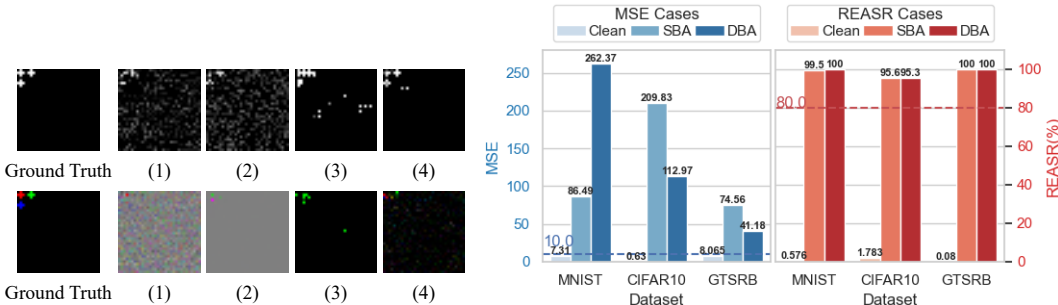 Ground Truth (1) (2) (3) (4)
Ground Truth (1) (2) (3) (4)
MSE Cases
Clean SBA DBA
MSE
250
200
150
100
50
0
10.0
7.31
86.49
262.37
0.63
209.83
112.97
8.065
74.56
41.18
MNIST CIFAR10 GTSRB
Dataset
REASR Cases
Clean SBA DBA
80.0
0.576
99.5
100
1.783
95.6
95.3
0.08
100
100
MNIST CIFAR10 GTSRB
Dataset
100
80
60
40
20
0
REASR(%)